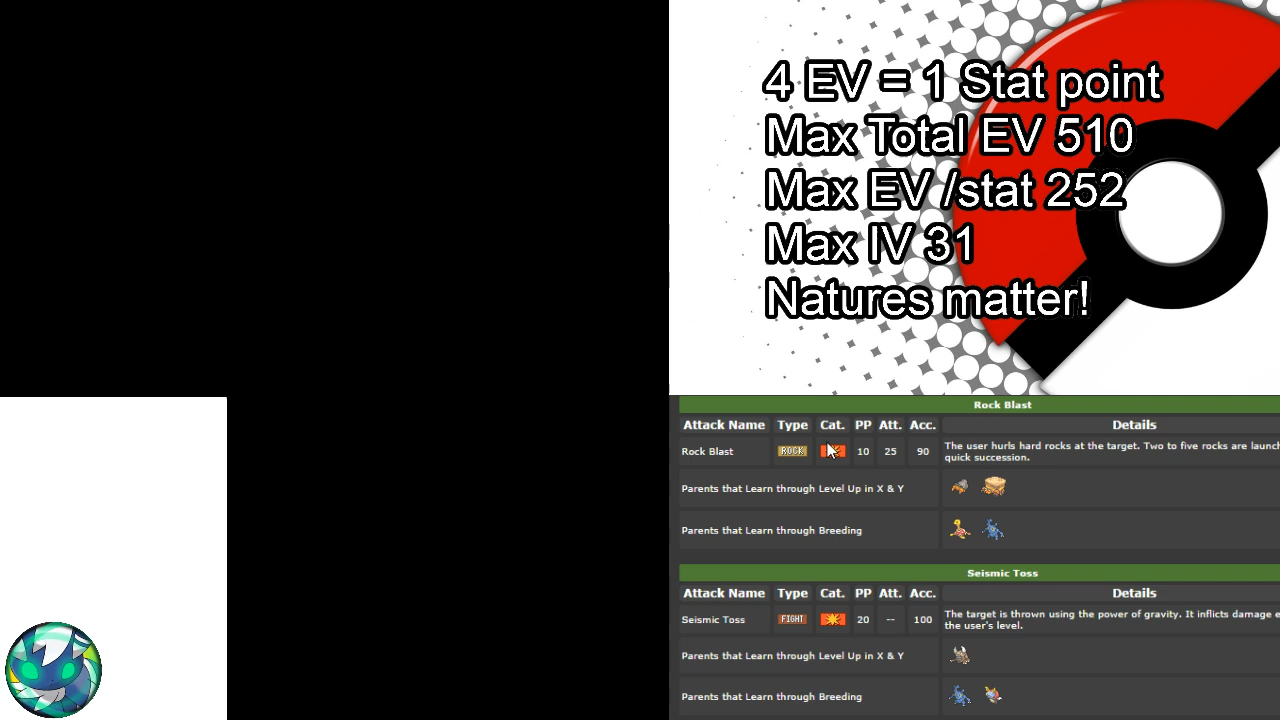 4 EV = 1 Stat point
Max Total EV 510
Max EV /stat 252
Max IV 31
Natures matter!
Rock Blast
Attack Name Type Cat. PP Att. Acc. Details
Rock Blast ROCK 10 25 90 The user hurls hard rocks at the target. Two to five rocks are
quick succession.
Parents that Learn through Level Up in X & Y
Parents that Learn through Breeding
Seismic Toss
Attack Name Type Cat. PP Att. Acc. Details
Seismic Toss FIGHT 20 -- 100 The target is thrown using the power of gravity. It inflicts damage
the user's level.
Parents that Learn through Level Up in X & Y
Parents that Learn through Breeding